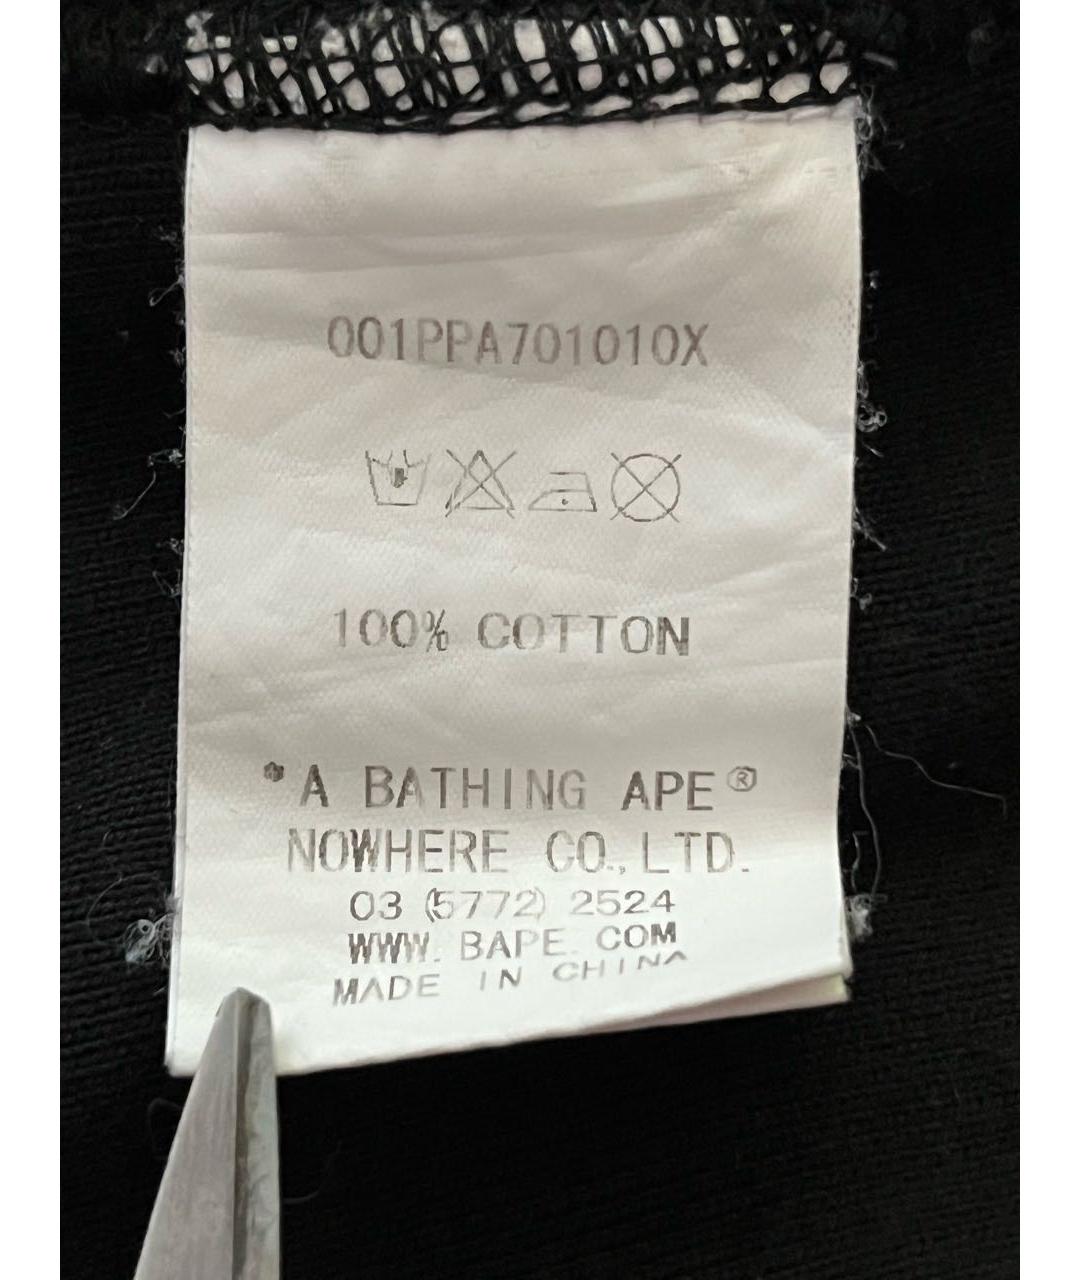 001PPA701010X
100% COTTON
*A BATHING APE®
NOWHERE CO., LTD.
03 (5772) 2524
WWW. BAPE. COM
MADE IN CHINA